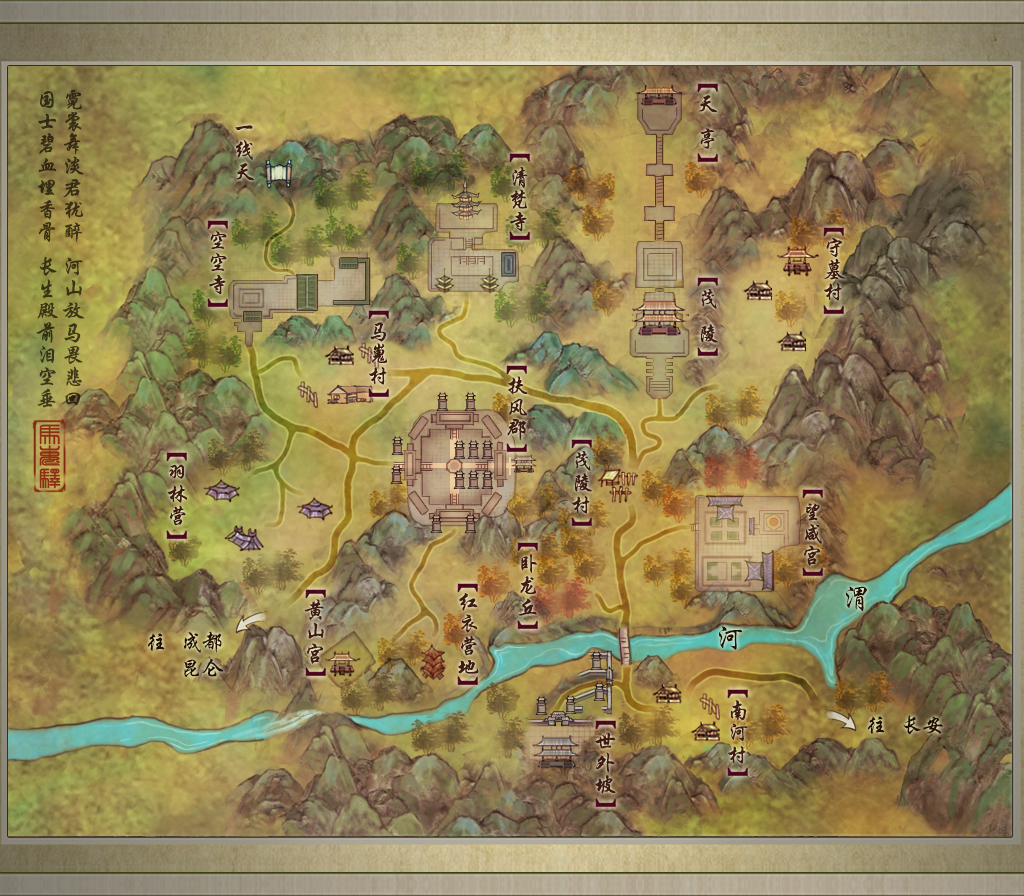 霓裳舞淡君犹醉 河山放马畏悲回
国士碧血埋香骨 长生殿前泪空垂
马嵬驿
一线天
【空空寺】
【清梵寺】
【天亭】
【茂陵】
【守墓村】
【马嵬村】
【扶风郡】
【茂陵村】
【羽林营】
【望咸宫】
【卧龙丘】
【红衣营地】
【黄山宫】
往 成都
昆仑
渭
河
【南河村】
【世外坡】
往 长安